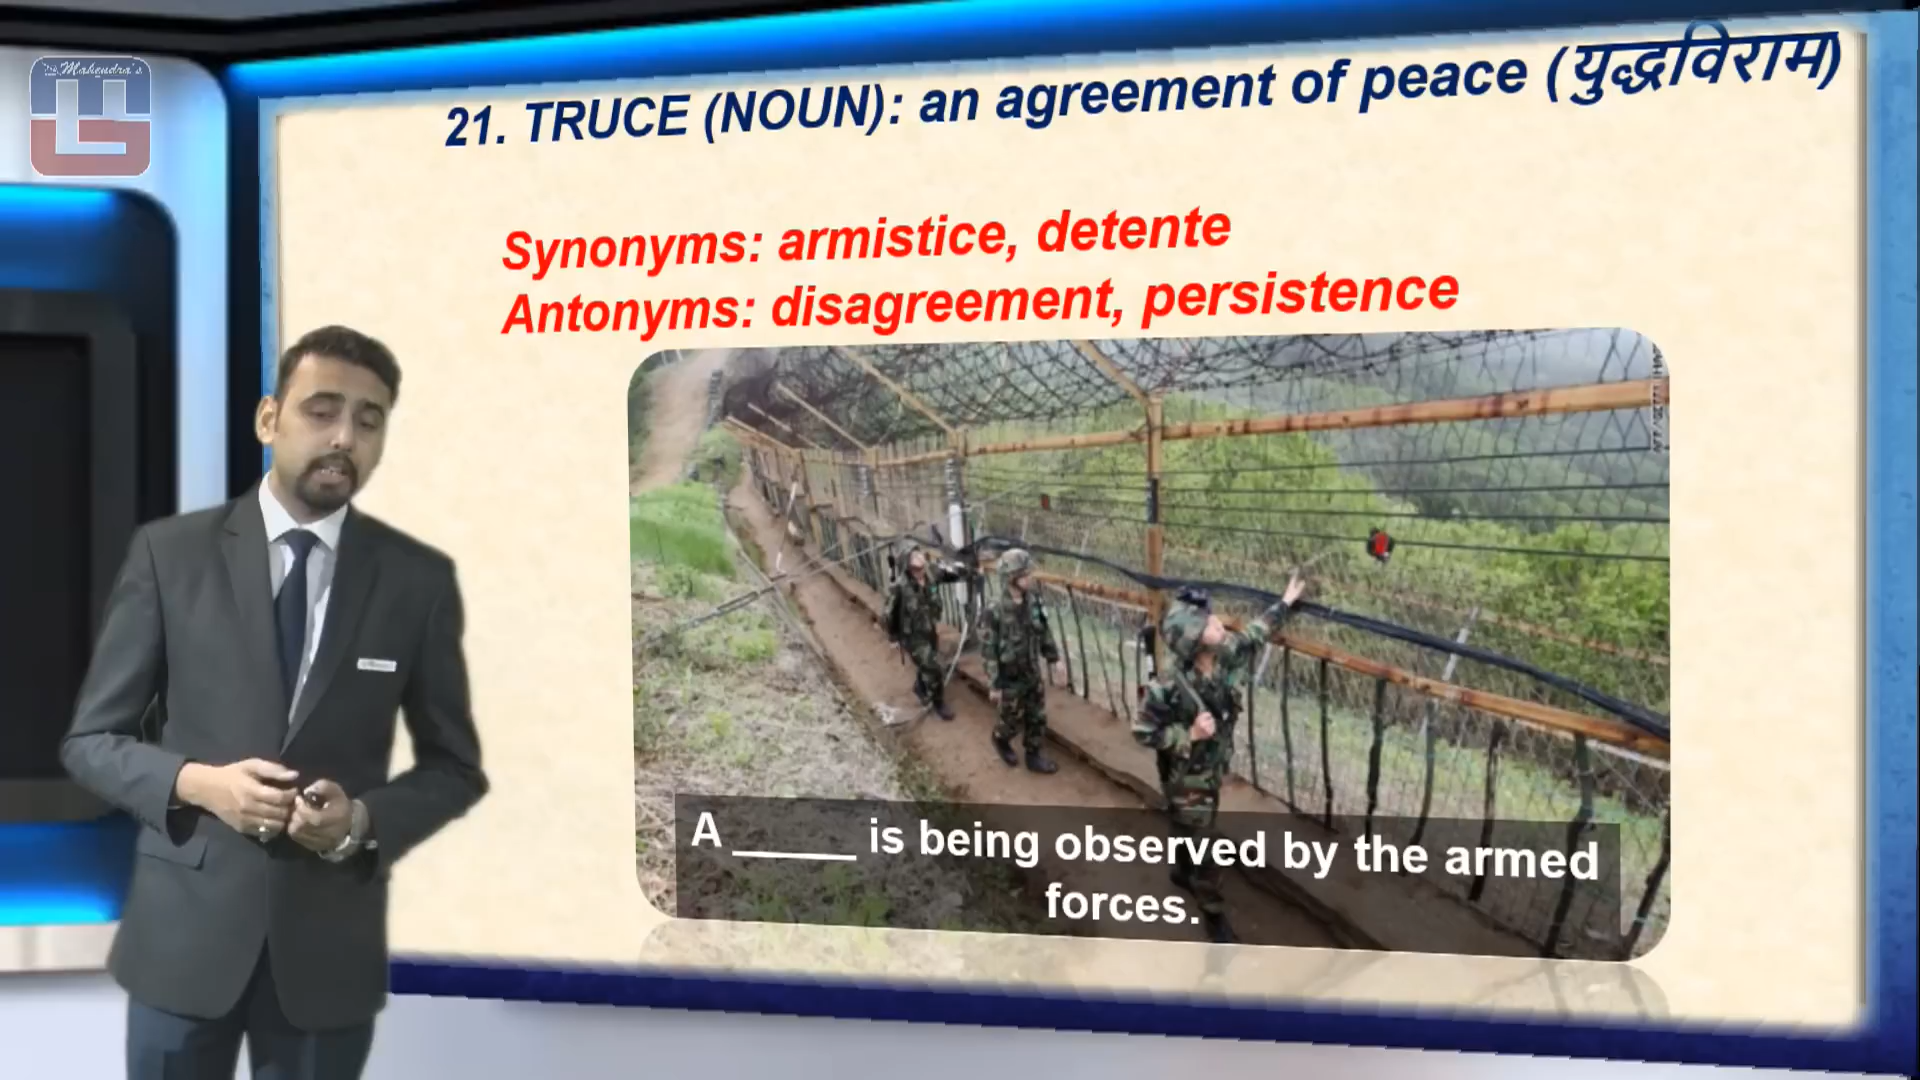 Mahendra's
21. TRUCE (NOUN): an agreement of peace (युद्धविराम)
Synonyms: armistice, detente
Antonyms: disagreement, persistence
A _____ is being observed by the armed
forces.